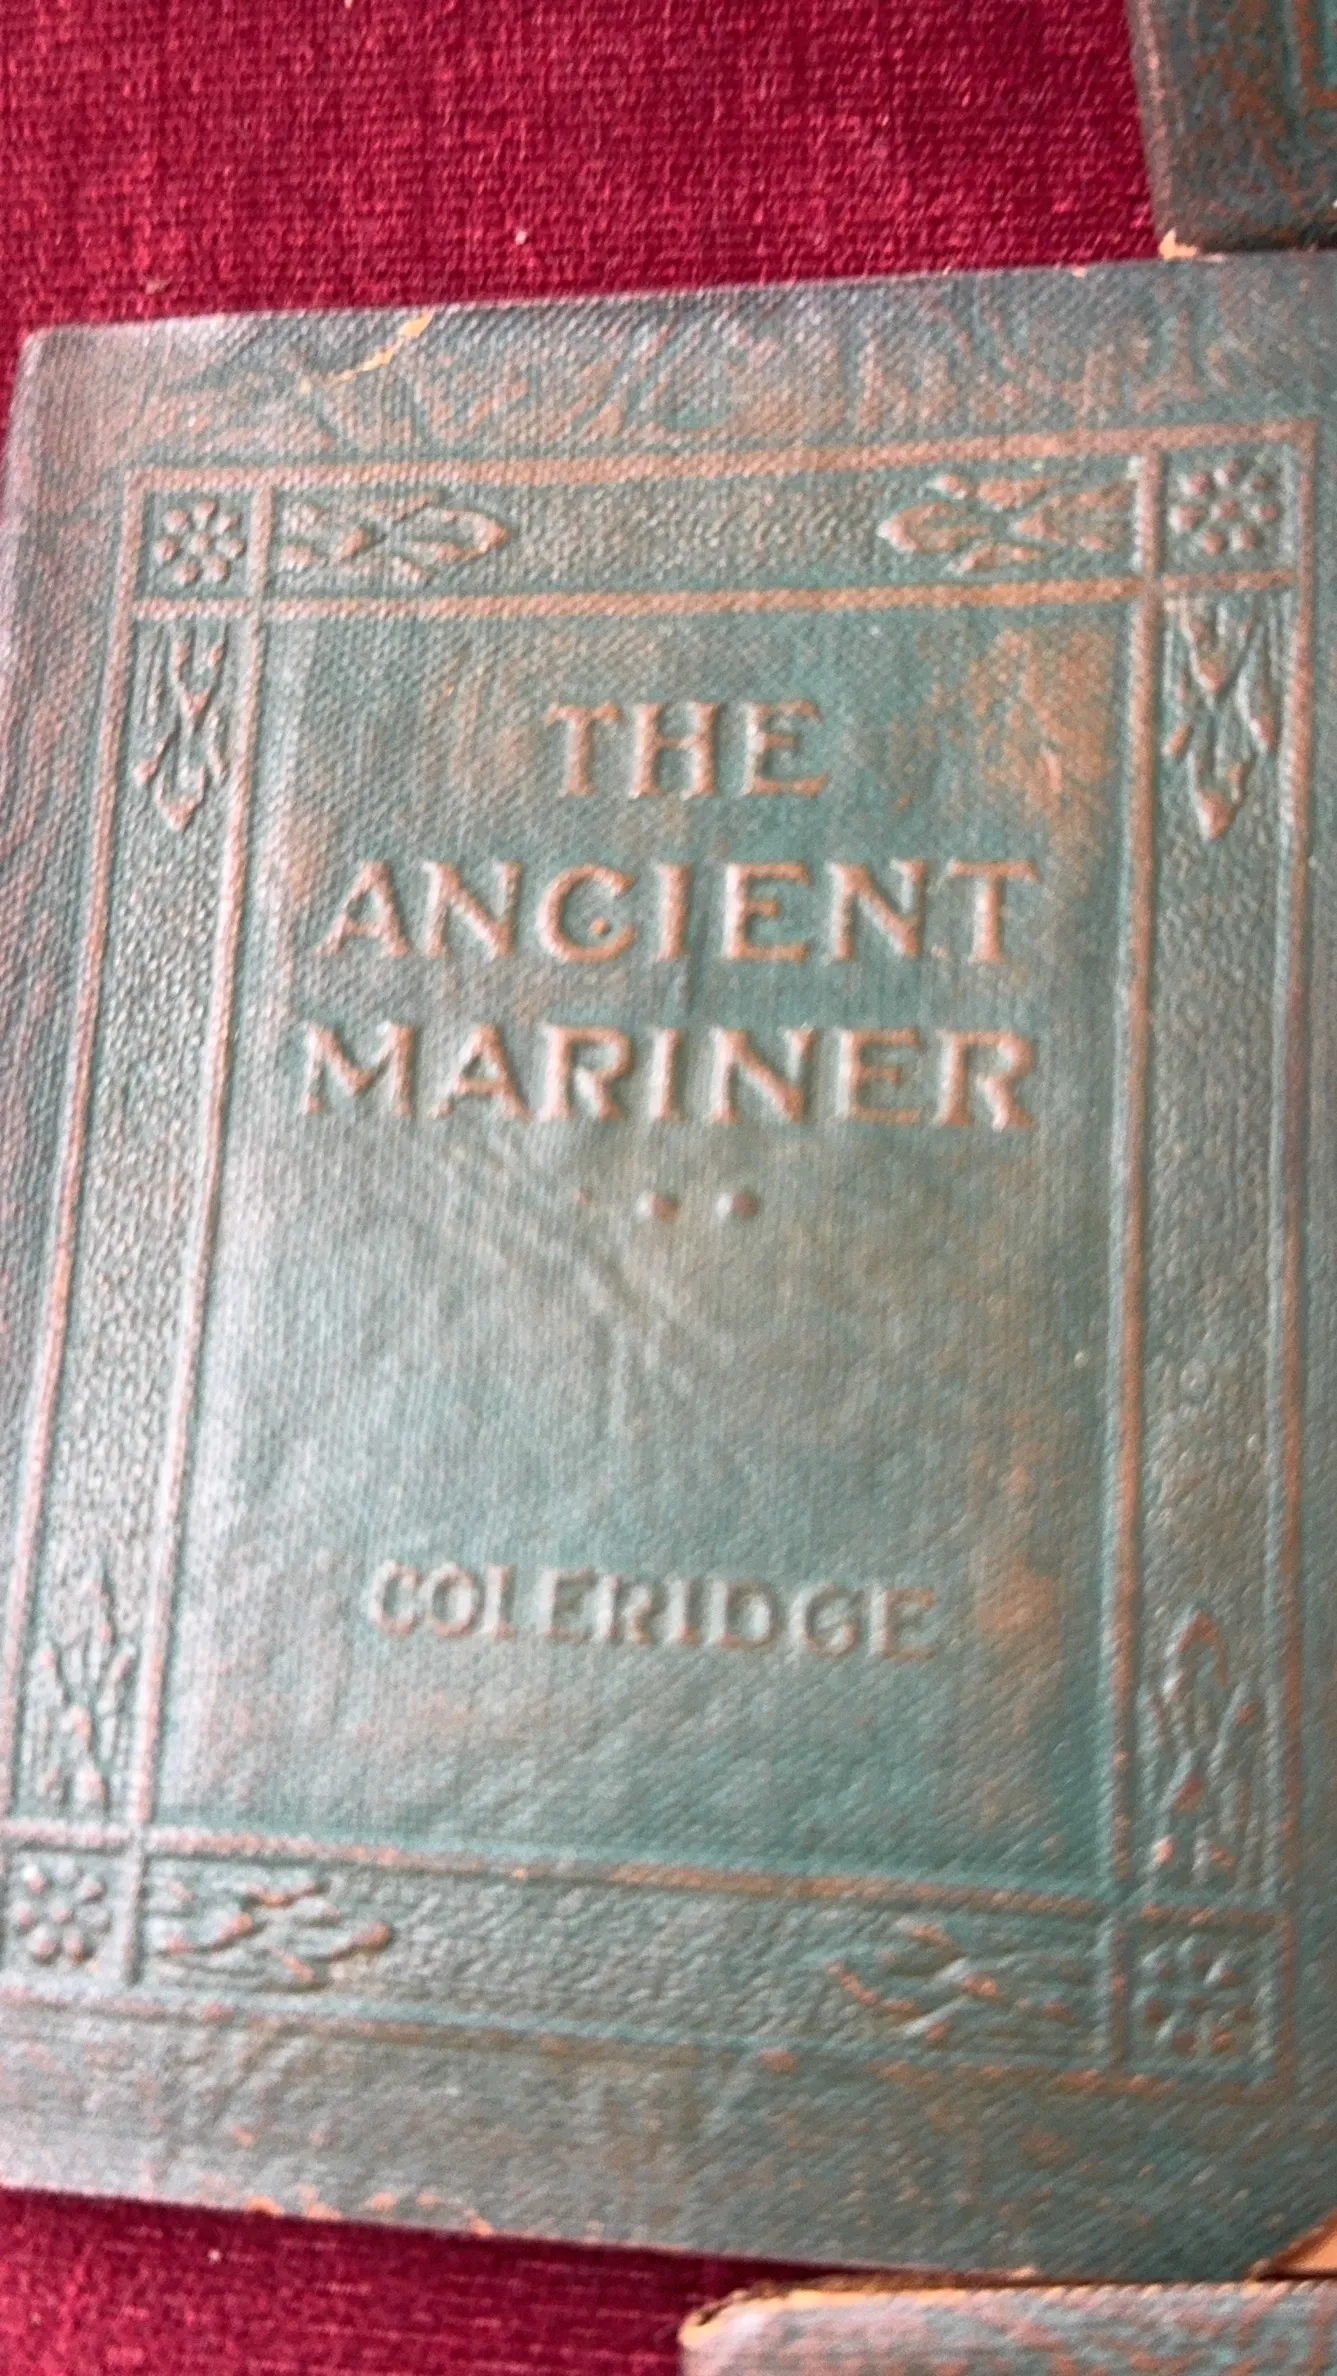 THE
ANCIENT
MARINER
COLERIDGE